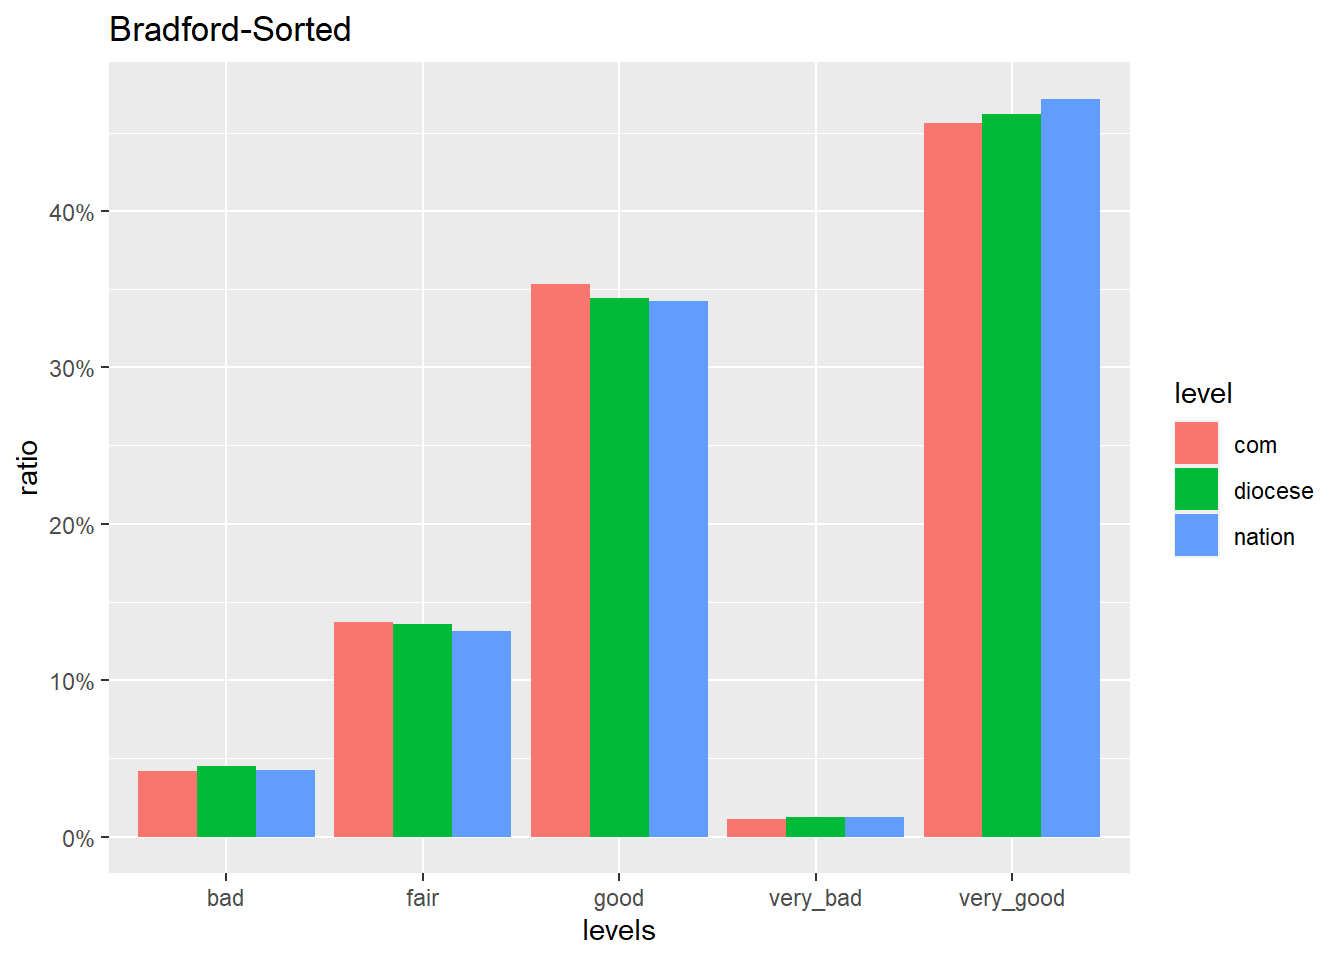 Bradford-Sorted
40%
30%
20%
10%
0%
ratio
bad fair good very_bad very_good
levels
level
com
diocese
nation